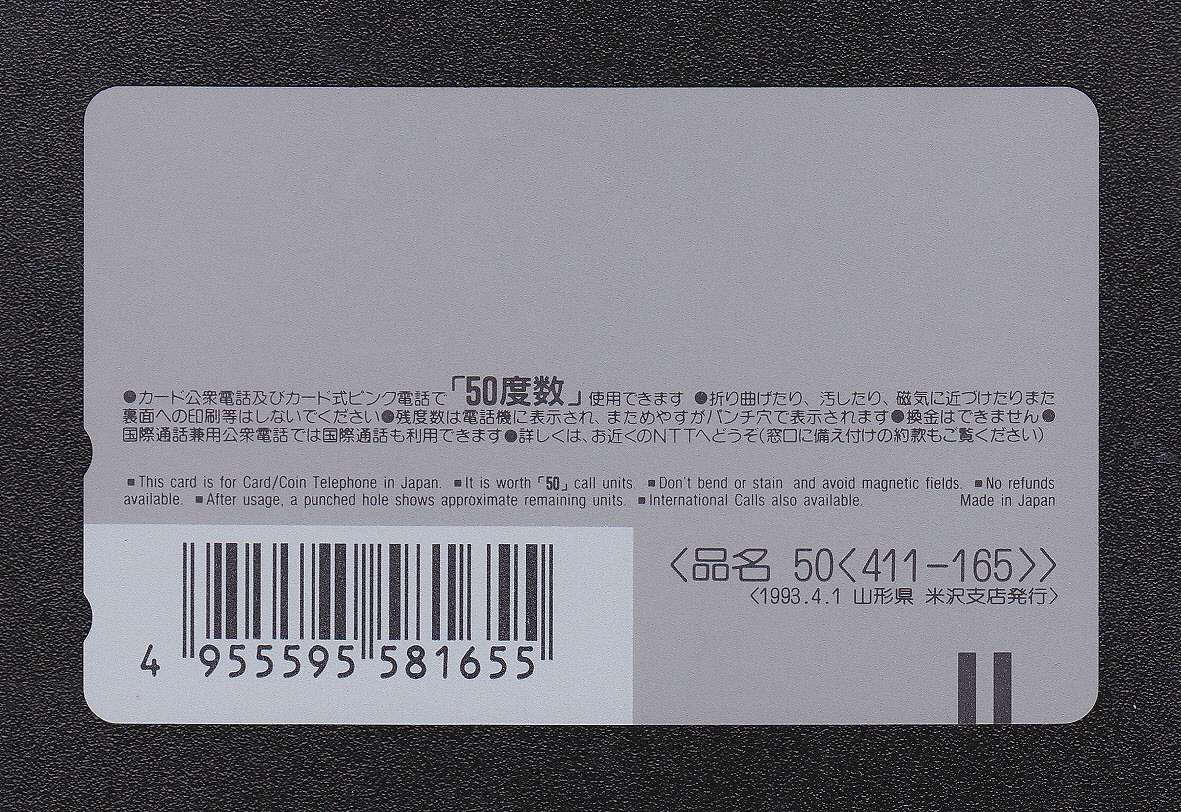 ●カード公衆電話及びカード式ピンク電話で「50度数」使用できます ●折り曲げたり、汚したり、磁気に近づけたりまた
裏面への印刷等はしないでください●残度数は電話機に表示され、まためやすがパンチ穴で表示されます●換金はできません●
国際通話兼用公衆電話では国際通話も利用できます●詳しくは、お近くのNTTへどうぞ(窓口に備え付けの約款もご覧ください)
■This card is for Card/Coin Telephone in Japan. ■It is worth「50」call units ■Don't bend or stain and avoid magnetic fields. ■No refunds
available. ■After usage, a punched hole shows approximate remaining units. ■International Calls also available. Made in Japan
〈品名 50〈411-165〉〉
〈1993.4.1 山形県 米沢支店発行〉
4 955595 581655